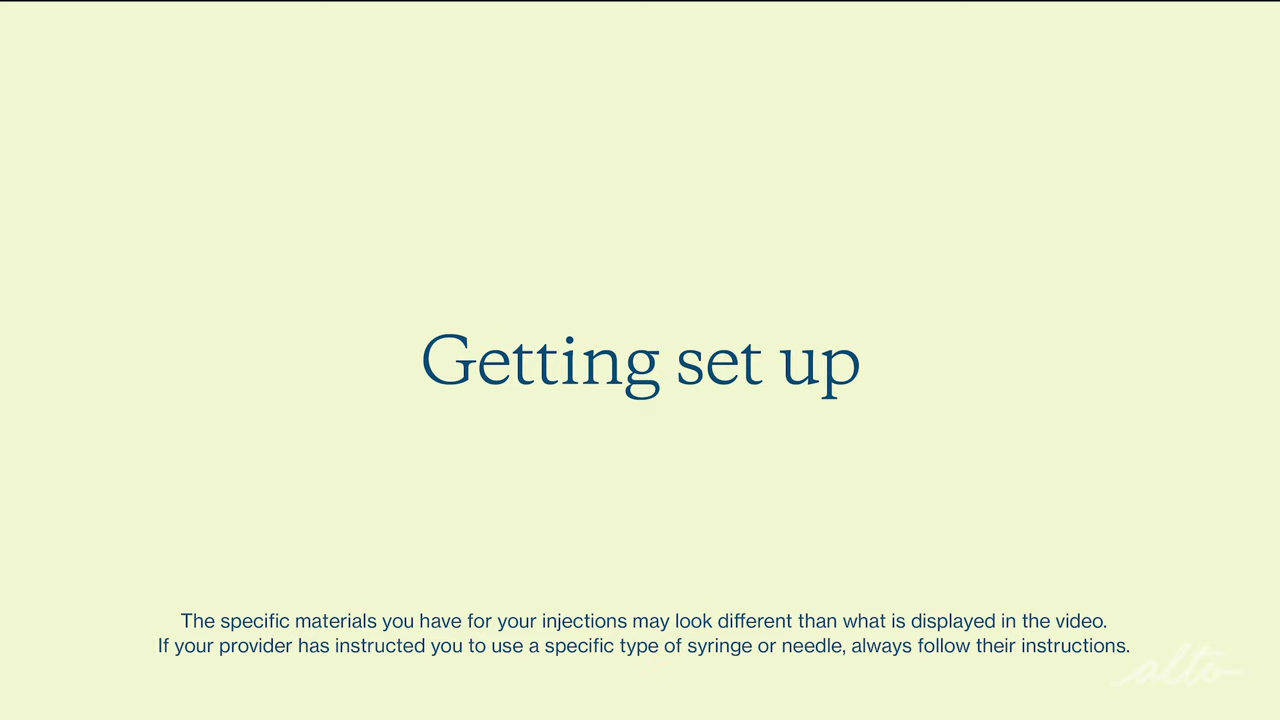 Getting set up
The specific materials you have for your injections may look different than what is displayed in the video.
If your provider has instructed you to use a specific type of syringe or needle, always follow their instructions.
alto